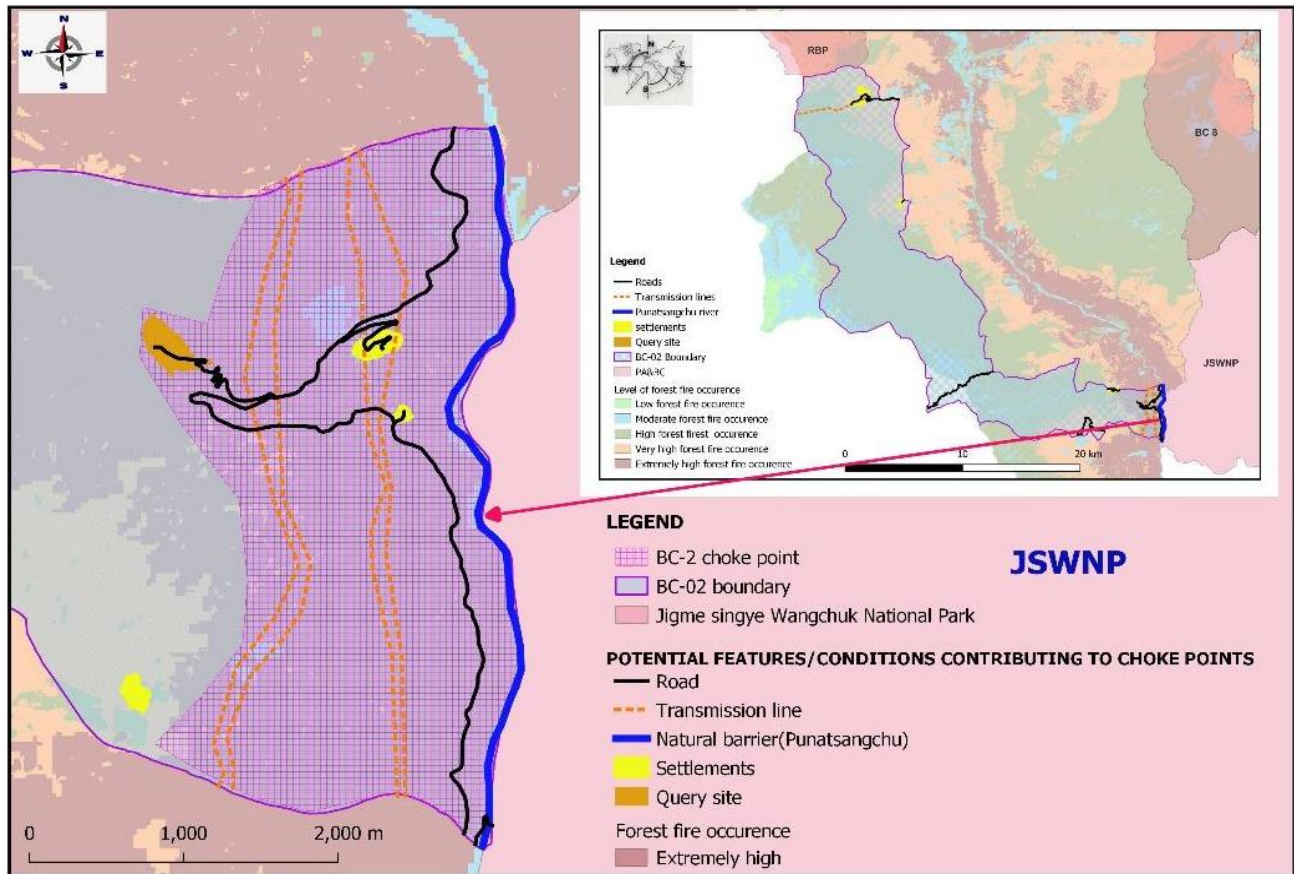 N
W E
S
N
W E
S
RBP
BC 8
JSWNP
Legend
Roads
Transmission lines
Punatsangchu river
settlements
Query site
BC-02 Boundary
PA&BC
Level of forest fire occurence
Low forest fire occurence
Moderate forest fire occurence
High forest firest occurence
Very high forest fire occurence
Extremely high forest fire occurence
0 10 20 km
LEGEND
BC-2 choke point
BC-02 boundary
Jigme singye Wangchuk National Park
JSWNP
POTENTIAL FEATURES/CONDITIONS CONTRIBUTING TO CHOKE POINTS
Road
Transmission line
Natural barrier(Punatsangchu)
Settlements
Query site
Forest fire occurence
Extremely high
0 1,000 2,000 m